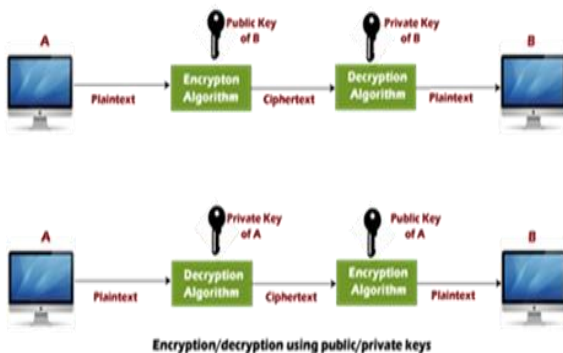 A
Public Key
of B
Private Key
of B
B
Encrypton
Algorithm
Decryption
Algorithm
Plaintext
Ciphertext
Plaintext
A
Private Key
of A
Public Key
of A
B
Decryption
Algorithm
Encryption
Algorithm
Plaintext
Ciphertext
Plaintext
Encryption/decryption using public/private keys